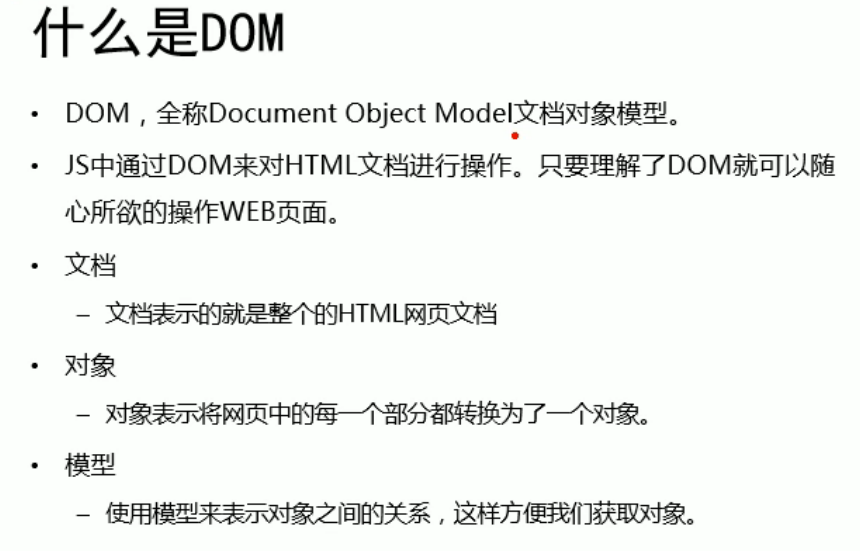 什么是DOM
• DOM，全称Document Object Model文档对象模型。
• JS中通过DOM来对HTML文档进行操作。只要理解了DOM就可以随
心所欲的操作WEB页面。
• 文档
– 文档表示的就是整个的HTML网页文档
• 对象
– 对象表示将网页中的每一个部分都转换为了一个对象。
• 模型
– 使用模型来表示对象之间的关系，这样方便我们获取对象。